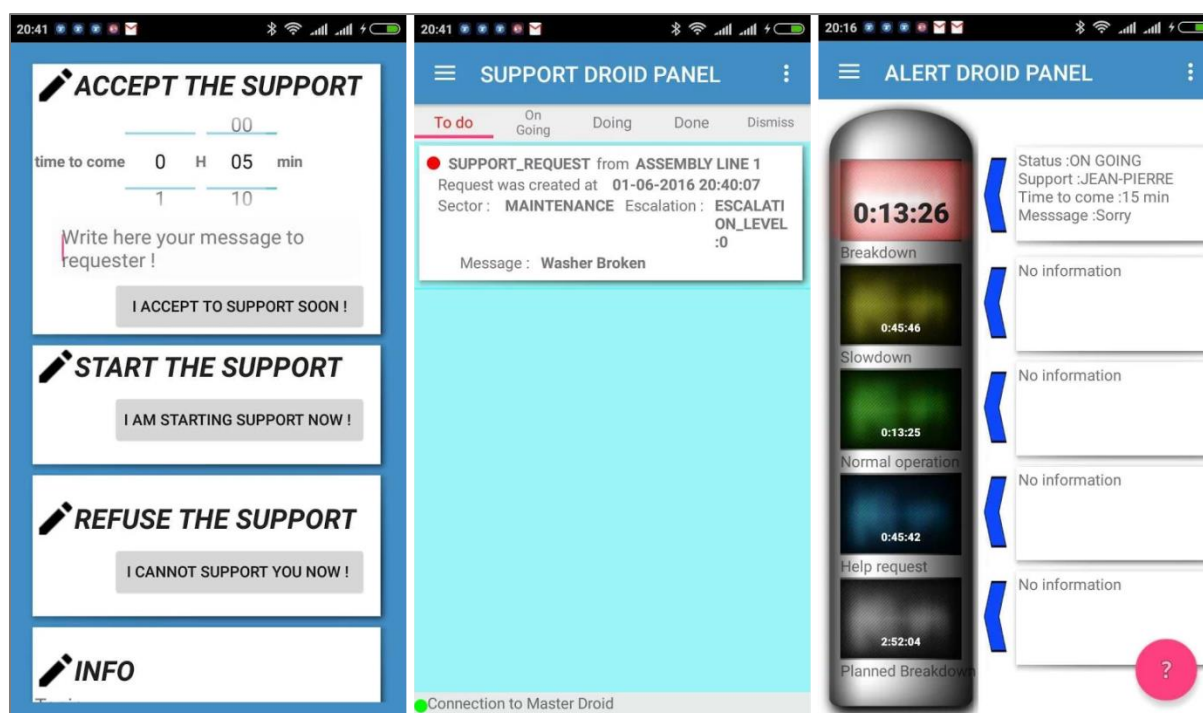 20:41
ACCEPT THE SUPPORT
00
time to come 0 H 05 min
1 10
Write here your message to
requester !
I ACCEPT TO SUPPORT SOON !
START THE SUPPORT
I AM STARTING SUPPORT NOW !
REFUSE THE SUPPORT
I CANNOT SUPPORT YOU NOW !
INFO
20:41
SUPPORT DROID PANEL
To do On Going Doing Done Dismiss
SUPPORT_REQUEST from ASSEMBLY LINE 1
Request was created at 01-06-2016 20:40:07
Sector : MAINTENANCE Escalation : ESCALATI
ON_LEVEL
:0
Message : Washer Broken
Connection to Master Droid
20:16
ALERT DROID PANEL
0:13:26
Breakdown
Status :ON GOING
Support :JEAN-PIERRE
Time to come :15 min
Messsage :Sorry
0:45:46
Slowdown
No information
0:13:25
Normal operation
No information
0:45:42
Help request
No information
2:52:04
Planned Breakdown
No information
?